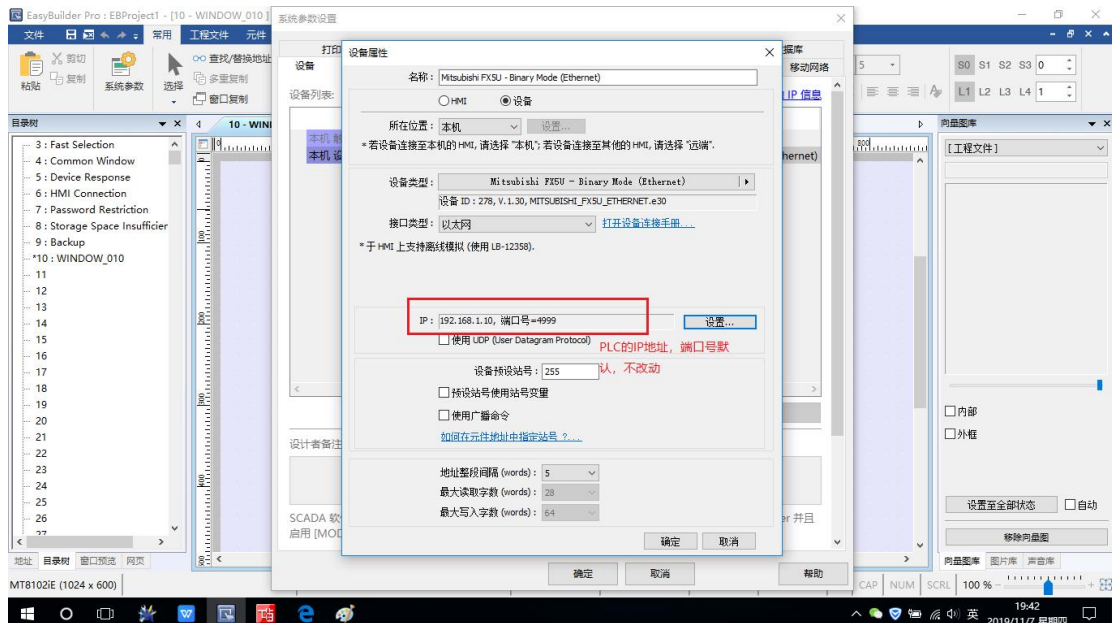 EasyBuilder Pro : EBProject1 - [10 - WINDOW_010 ]
系统参数设置
文件
常用
工程文件
元件
粘贴
剪切
复制
系统参数
选择
查找/替换地址
多重复制
窗口复制
打印
据库
设备
移动网络
设备列表:
IP 信息
本机 触
本机 设
hernet)
设备属性
名称 : Mitsubishi FX5U - Binary Mode (Ethernet)
HMI
设备
所在位置 : 本机
设置...
* 若设备连接至本机的 HMI, 请选择 "本机"; 若设备连接至其他的 HMI, 请选择 "远端".
设备类型 : Mitsubishi FX5U - Binary Mode (Ethernet)
设备 ID : 278, V.1.30, MITSUBISHI_FX5U_ETHERNET.e30
接口类型 : 以太网
打开设备连接手册...
* 于 HMI 上支持离线模拟 (使用 LB-12358).
IP : 192.168.1.10, 端口号=4999
设置...
使用 UDP (User Datagram Protocol)
PLC的IP地址，端口号默
认，不改动
设备预设站号 : 255
预设站号使用站号变量
使用广播命令
如何在元件地址中指定站号 ?...
地址整段间隔 (words) : 5
最大读取字数 (words) : 28
最大写入字数 (words) : 64
确定
取消
设计者备注
SCADA 软
er 并且
启用 [MOD
确定
取消
帮助
5
S0 S1 S2 S3 0
L1 L2 L3 L4 1
目录树
10 - WIN
800
3 : Fast Selection
4 : Common Window
5 : Device Response
6 : HMI Connection
7 : Password Restriction
8 : Storage Space Insufficier
9 : Backup
*10 : WINDOW_010
11
12
13
14
15
16
17
18
19
20
21
22
23
24
25
26
27
地址
目录树
窗口预览
网页
向量图库
[工程文件]
内部
外框
设置至全部状态
自动
移除向量图
向量图库
图片库
声音库
MT8102iE (1024 x 600)
CAP NUM SCRL 100 %
英
19:42
2019/11/7 星期四